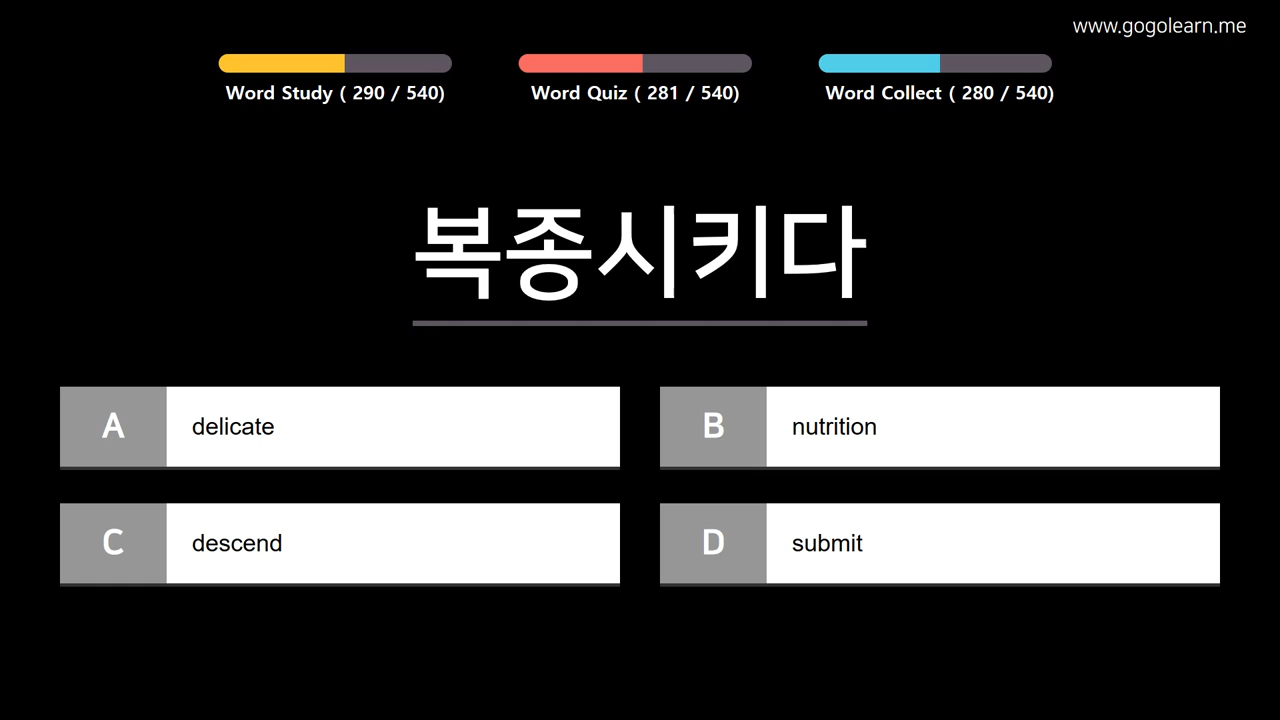 www.gogolearn.me
Word Study ( 290 / 540)
Word Quiz ( 281 / 540)
Word Collect ( 280 / 540)
복종시키다
A delicate
B nutrition
C descend
D submit